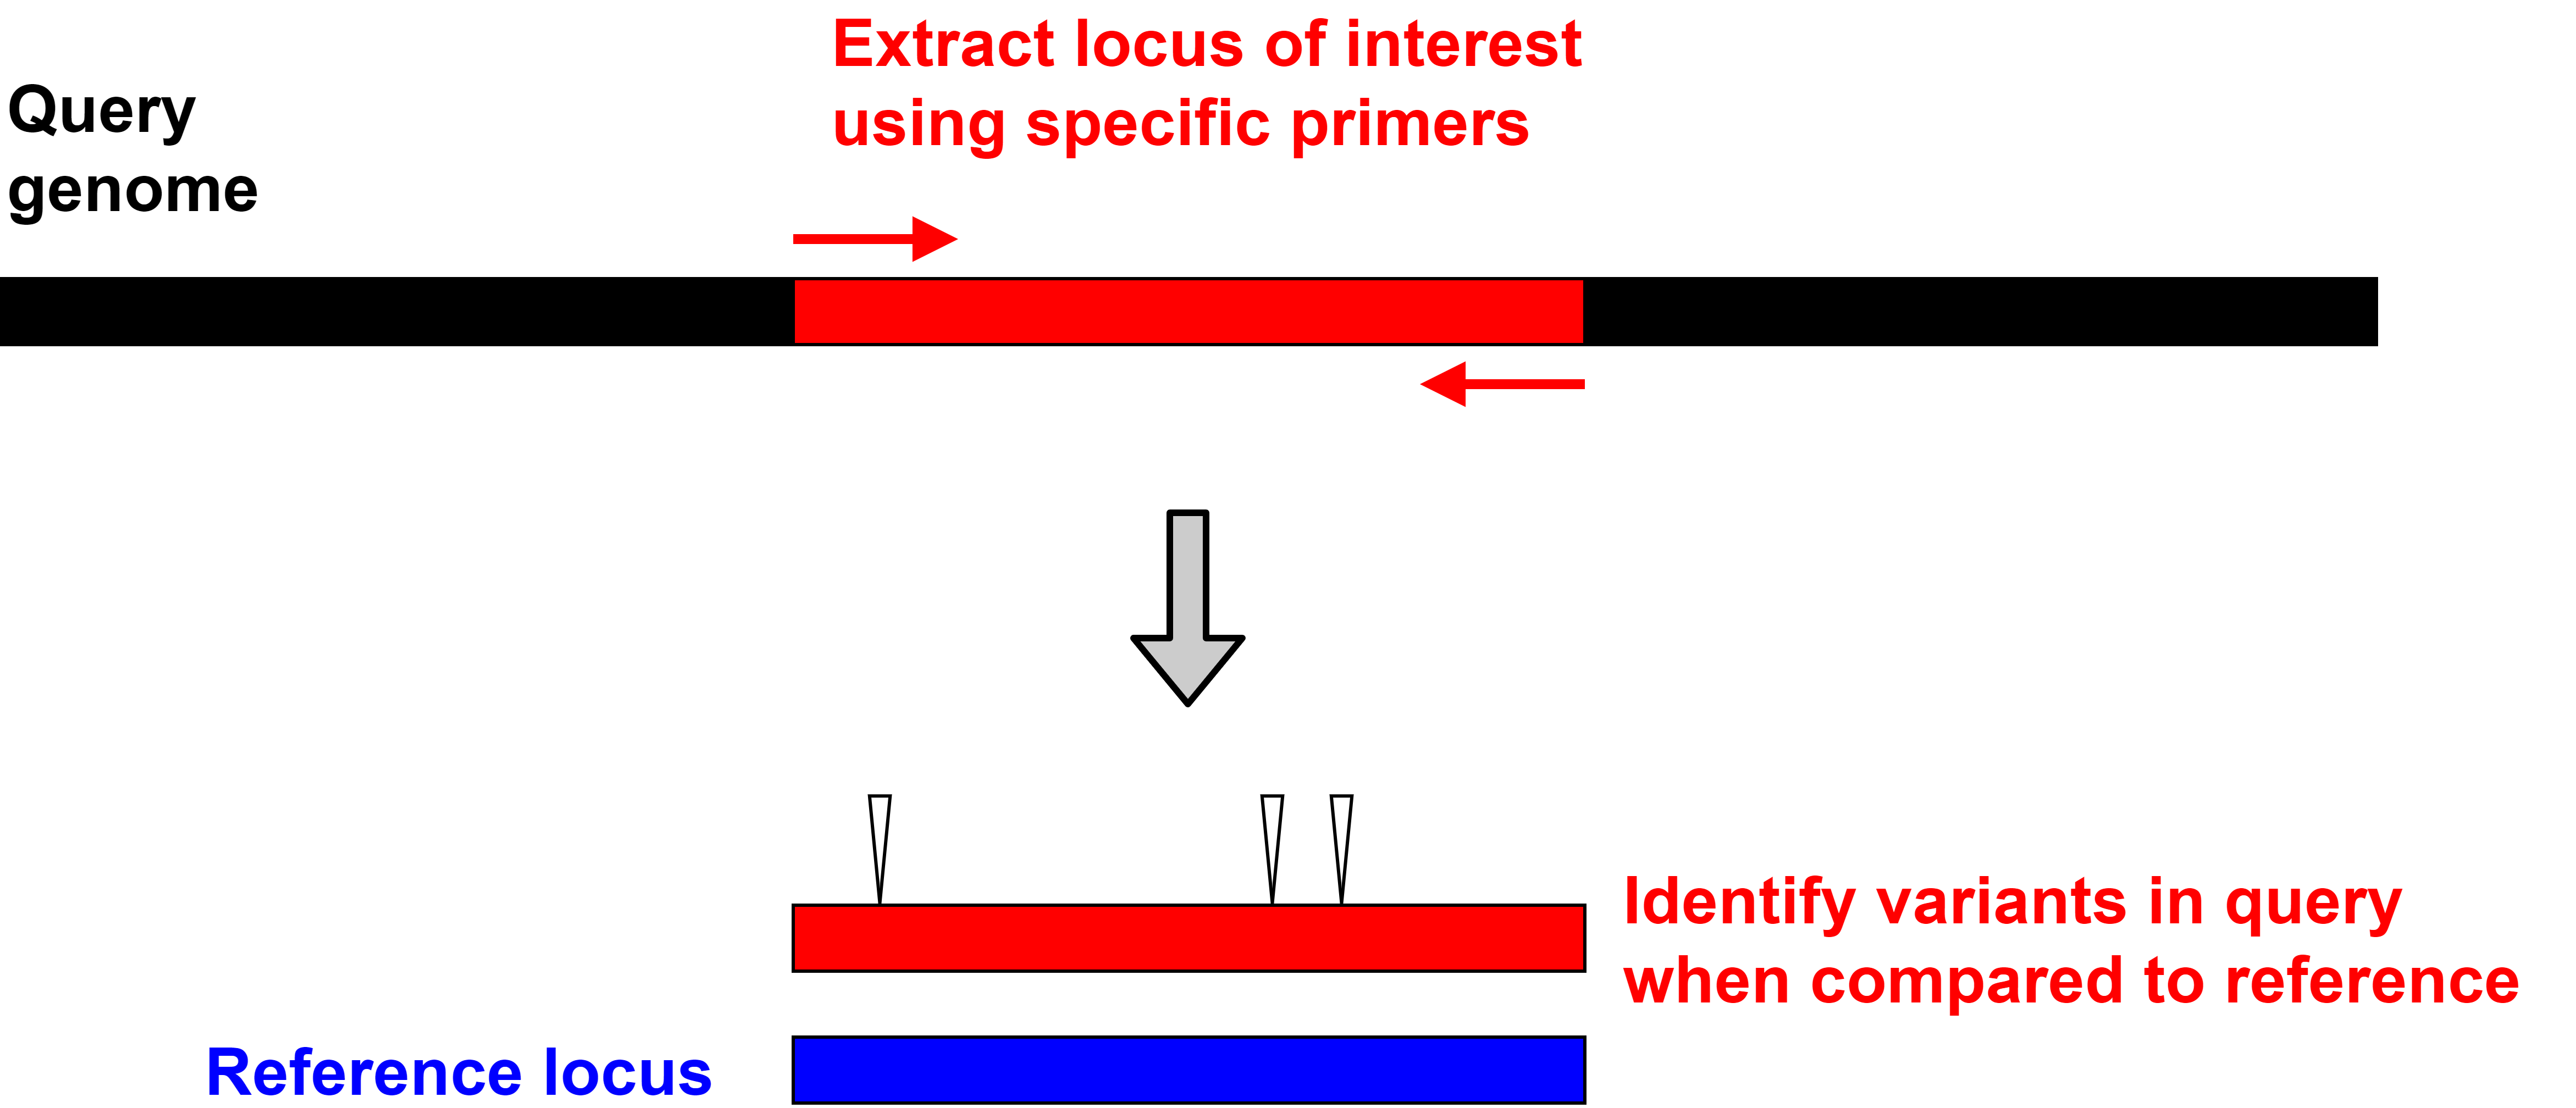 Extract locus of interest
using specific primers
Query
genome
Identify variants in query
when compared to reference
Reference locus